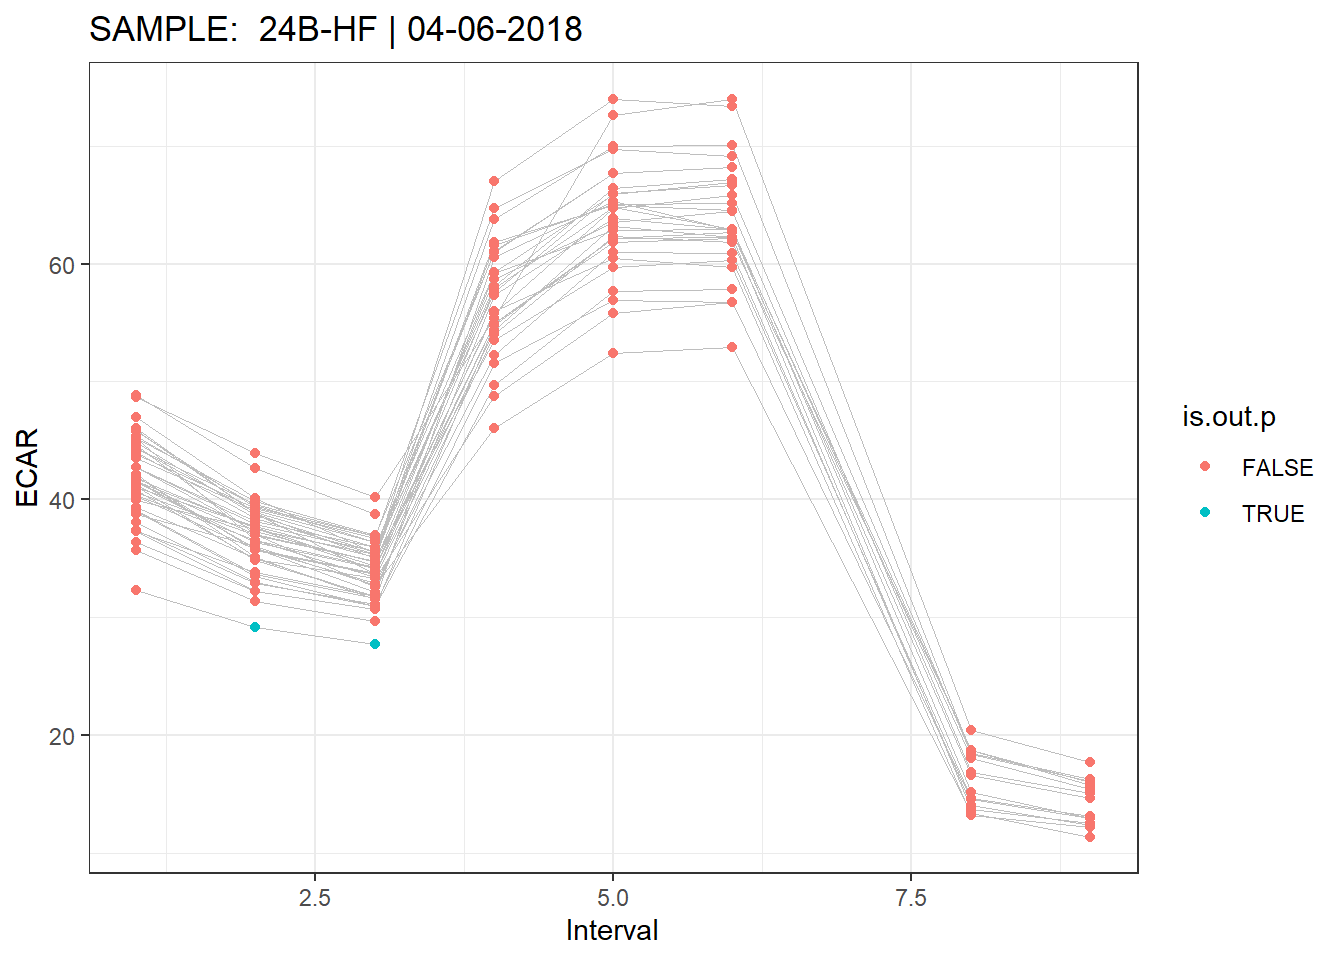 SAMPLE:  24B-HF | 04-06-2018
ECAR
60
40
20
2.5
5.0
7.5
Interval
is.out.p
FALSE
TRUE